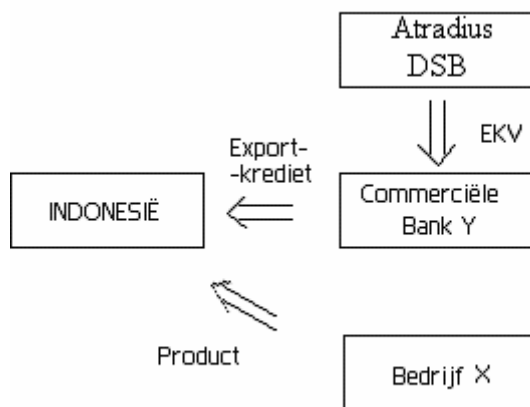 Atradius
DSB
EKV
Export-
-krediet
INDONESIË
Commerciële
Bank Y
Product
Bedrijf X